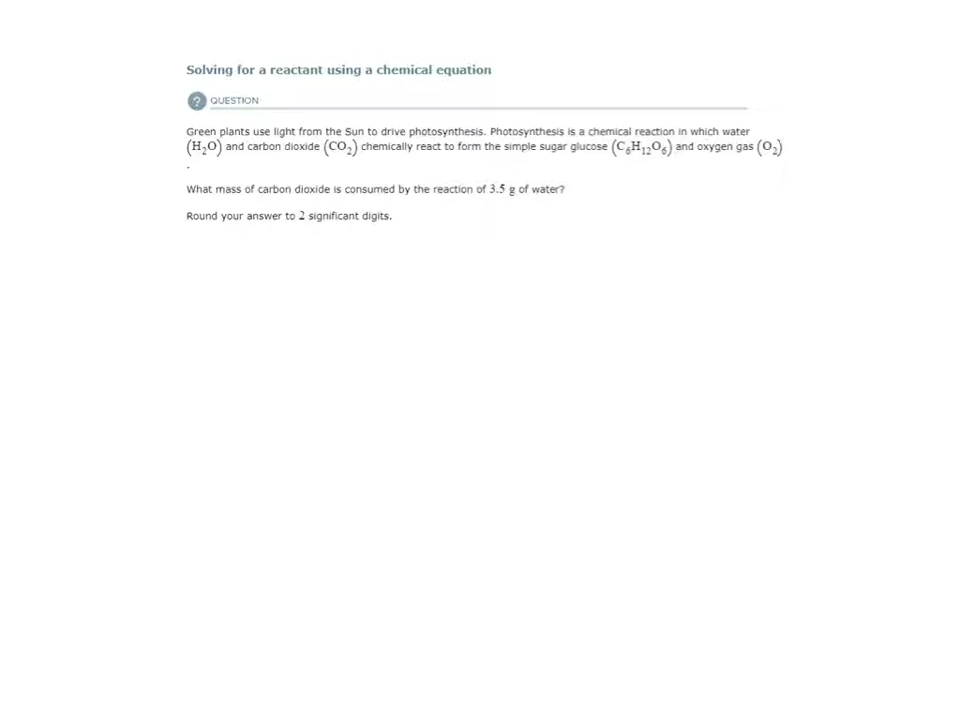 Solving for a reactant using a chemical equation
? QUESTION
Green plants use light from the Sun to drive photosynthesis. Photosynthesis is a chemical reaction in which water
(H₂O) and carbon dioxide (CO₂) chemically react to form the simple sugar glucose (C₆H₁₂O₆) and oxygen gas (O₂)
.
What mass of carbon dioxide is consumed by the reaction of 3.5 g of water?
Round your answer to 2 significant digits.